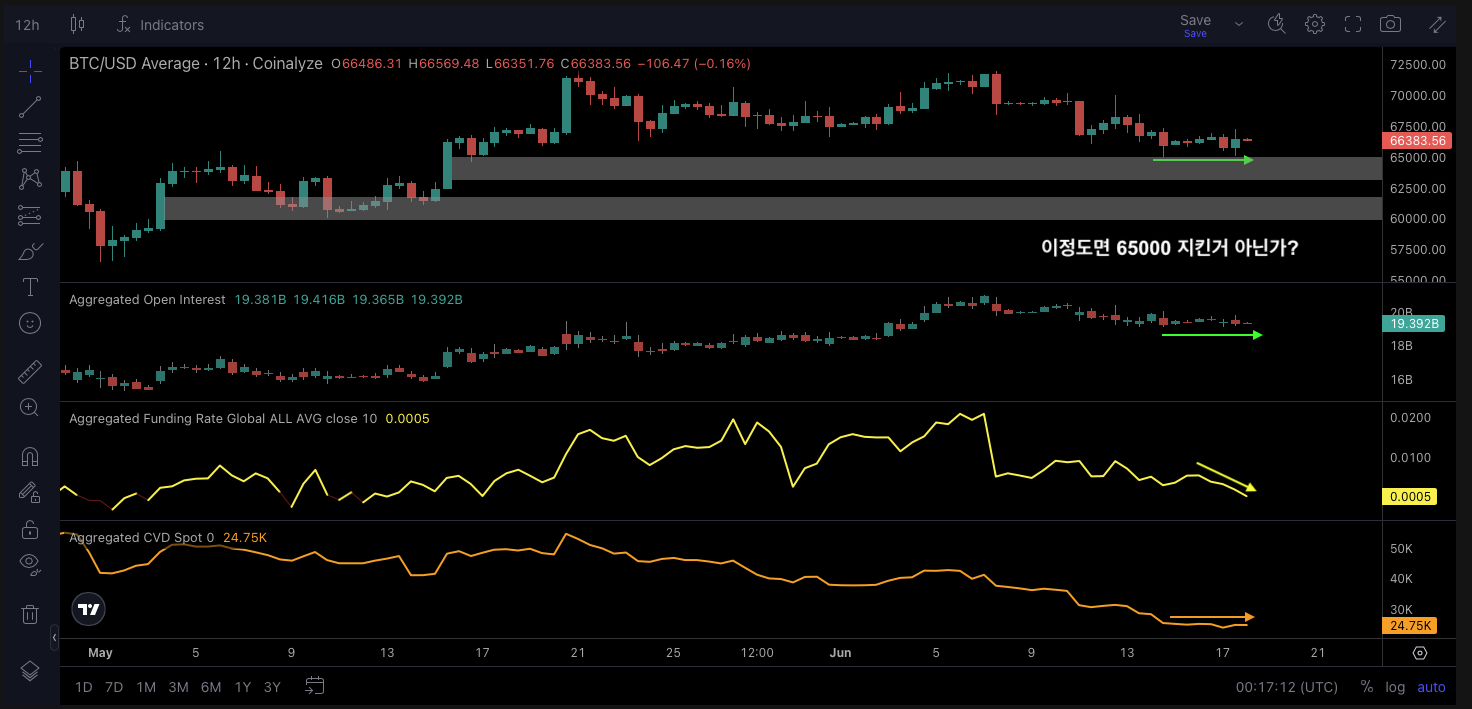 12h Indicators Save
Save
BTC/USD Average · 12h · Coinalyze O66486.31 H66569.48 L66351.76 C66383.56 −106.47 (−0.16%)
72500.00
70000.00
67500.00
66383.56
65000.00
62500.00
60000.00
57500.00
55000.00
이정도면 65000 지킨거 아닌가?
Aggregated Open Interest 19.381B 19.416B 19.365B 19.392B
20B
19.392B
18B
16B
Aggregated Funding Rate Global ALL AVG close 10 0.0005
0.0200
0.0100
0.0005
Aggregated CVD Spot 0 24.75K
50K
40K
30K
24.75K
May 5 9 13 17 21 25 12:00 Jun 5 9 13 17 21
1D 7D 1M 3M 6M 1Y 3Y 00:17:12 (UTC) % log auto